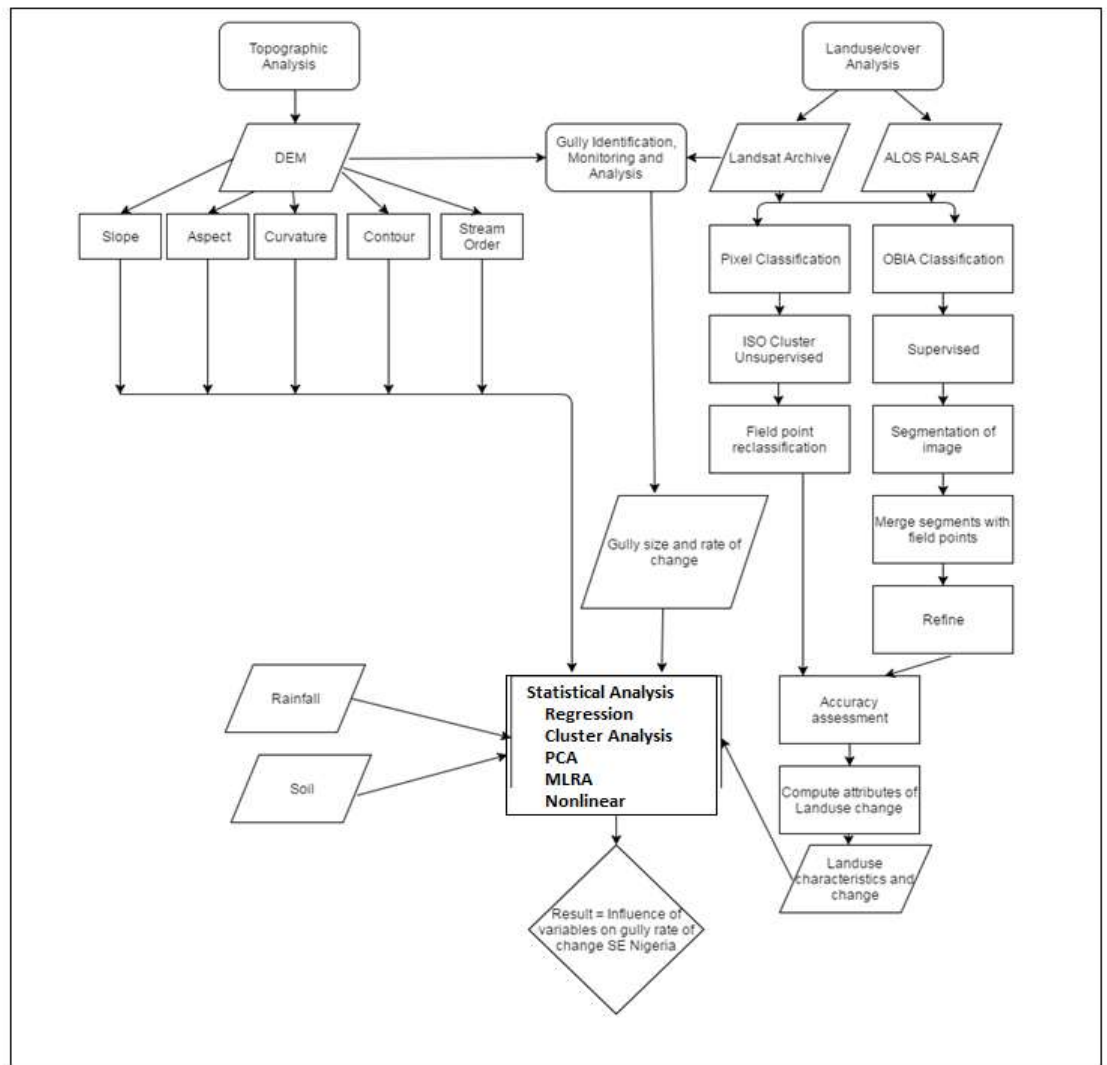 Topographic
Analysis
Landuse/cover
Analysis
DEM
Gully Identification,
Monitoring and
Analysis
Landsat Archive
ALOS PALSAR
Slope
Aspect
Curvature
Contour
Stream
Order
Pixel Classification
OBIA Classification
ISO Cluster
Unsupervised
Supervised
Field point
reclassification
Segmentation of
image
Merge segments with
field points
Gully size and rate of
change
Refine
Rainfall
Soil
Statistical Analysis
Regression
Cluster Analysis
PCA
MLRA
Nonlinear
Accuracy
assessment
Compute attributes of
Landuse change
Landuse
characteristics and
change
Result = Influence of
variables on gully rate of
change SE Nigeria